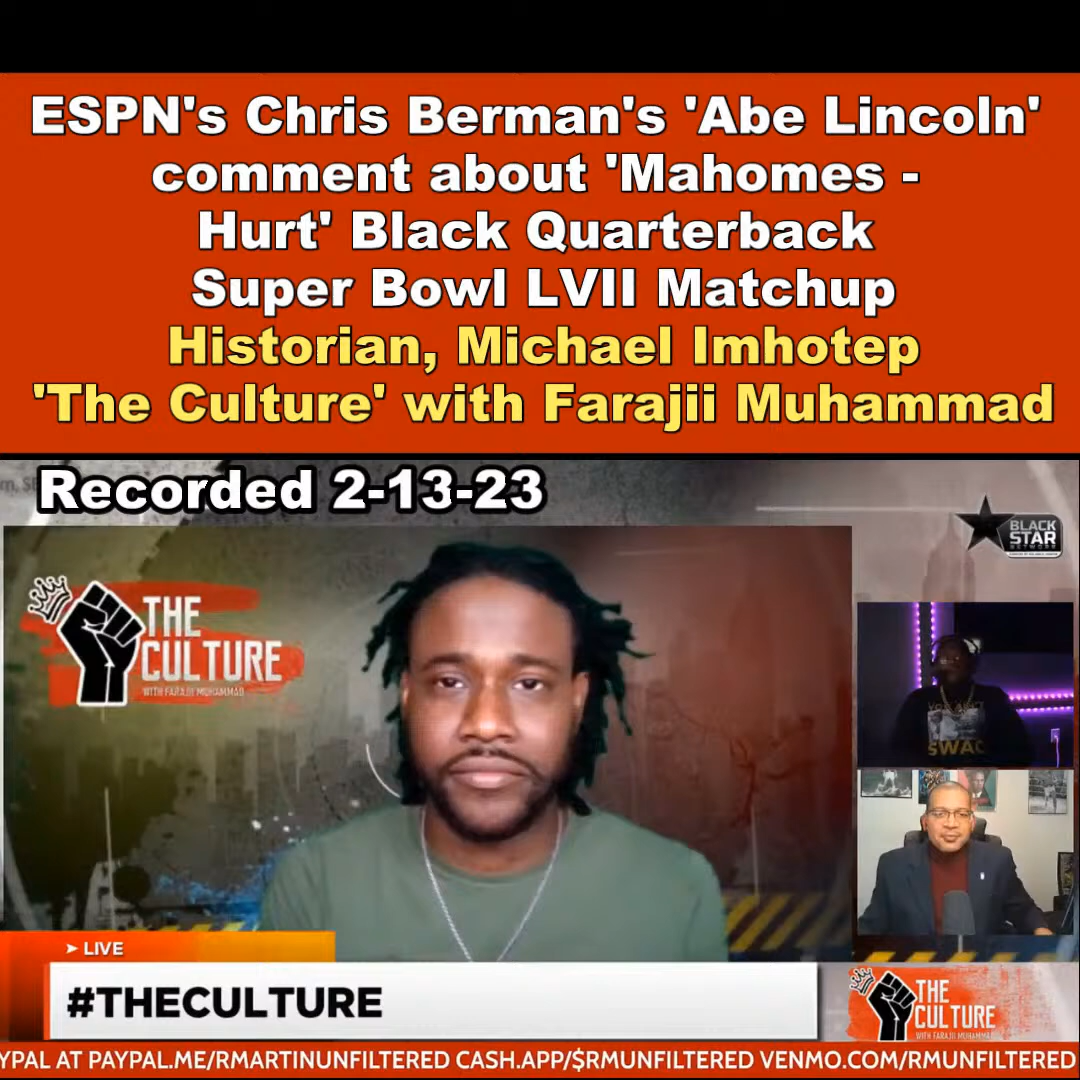 ESPN's Chris Berman's 'Abe Lincoln'
comment about 'Mahomes -
Hurt' Black Quarterback
Super Bowl LVII Matchup
Historian, Michael Imhotep
'The Culture' with Farajii Muhammad
Recorded 2-13-23
BLACK
STAR
NETWORK
THE
CULTURE
WITH FARAJII MUHAMMAD
SWAC
➤ LIVE
#THECULTURE
THE
CULTURE
WITH FARAJII MUHAMMAD
YPAL AT PAYPAL.ME/RMARTINUNFILTERED CASH.APP/$RMUNFILTERED VENMO.COM/RMUNFILTERED